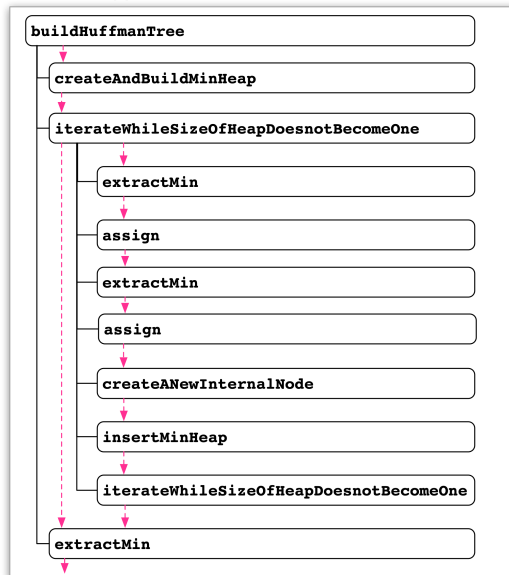 buildHuffmanTree
createAndBuildMinHeap
iterateWhileSizeOfHeapDoesnotBecomeOne
extractMin
assign
extractMin
assign
createANewInternalNode
insertMinHeap
iterateWhileSizeOfHeapDoesnotBecomeOne
extractMin